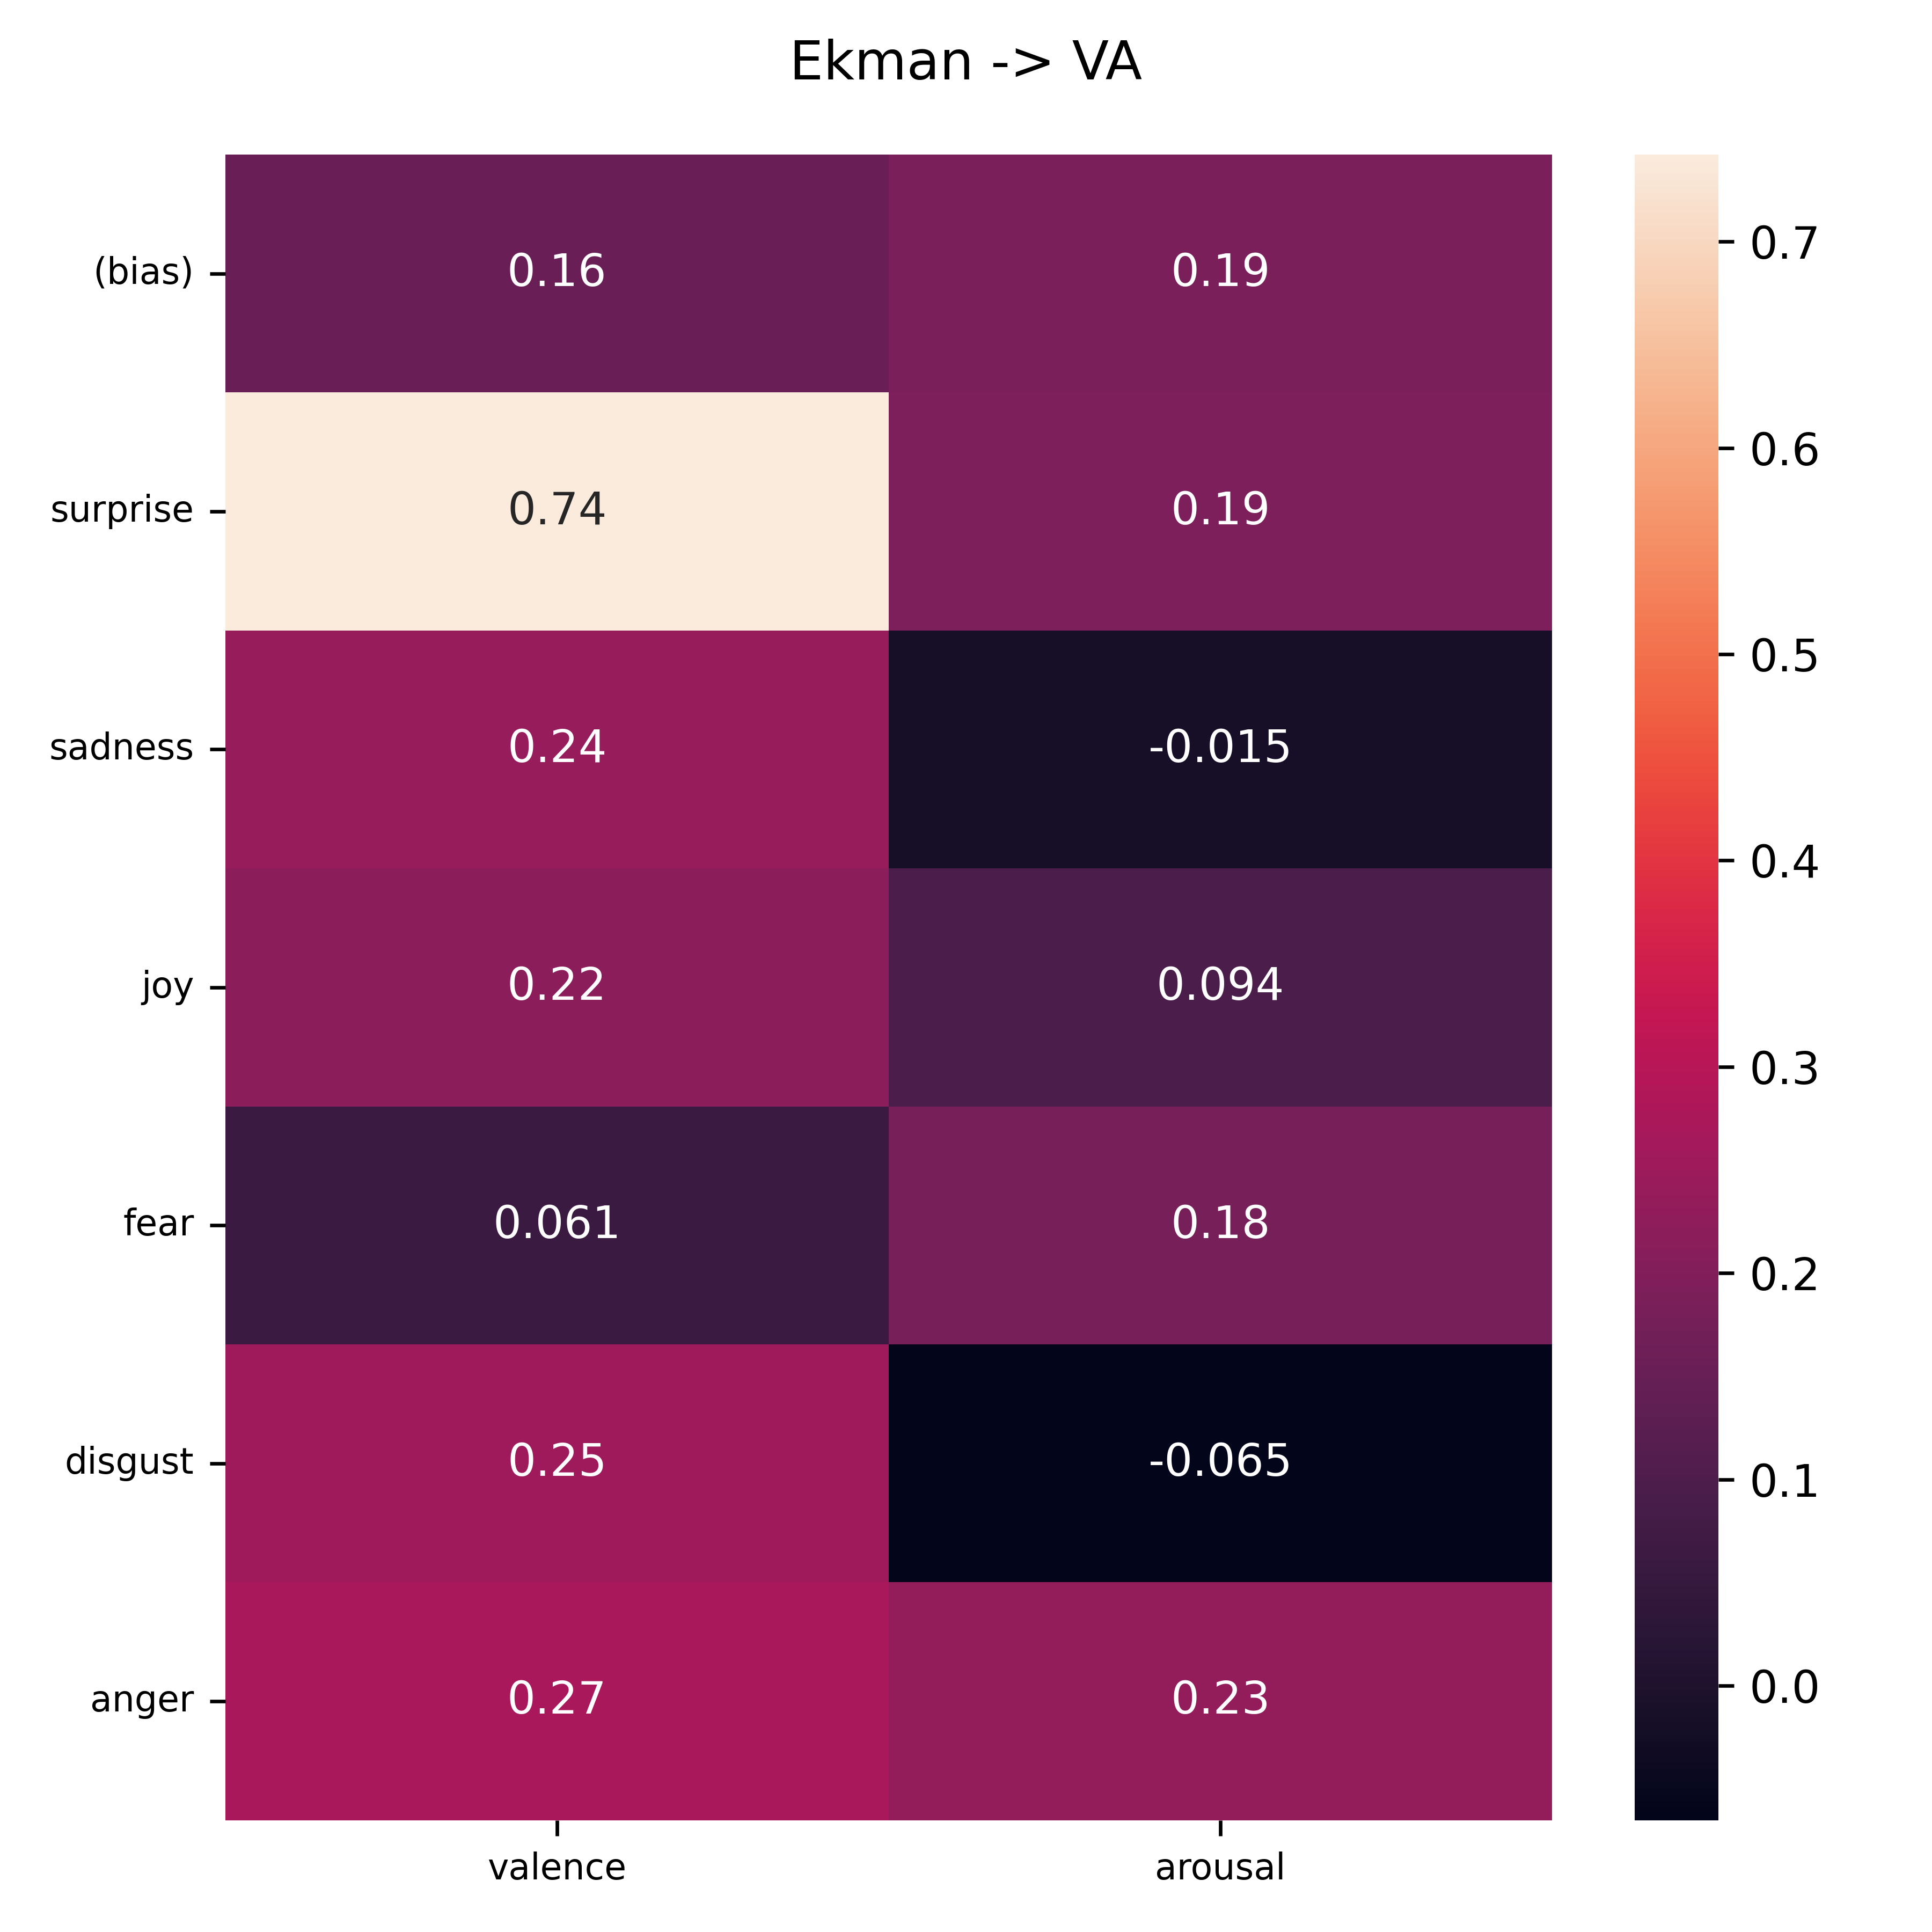 Ekman -> VA
(bias) 0.16 0.19
surprise 0.74 0.19
sadness 0.24 -0.015
joy 0.22 0.094
fear 0.061 0.18
disgust 0.25 -0.065
anger 0.27 0.23
valence arousal
0.7
0.6
0.5
0.4
0.3
0.2
0.1
0.0